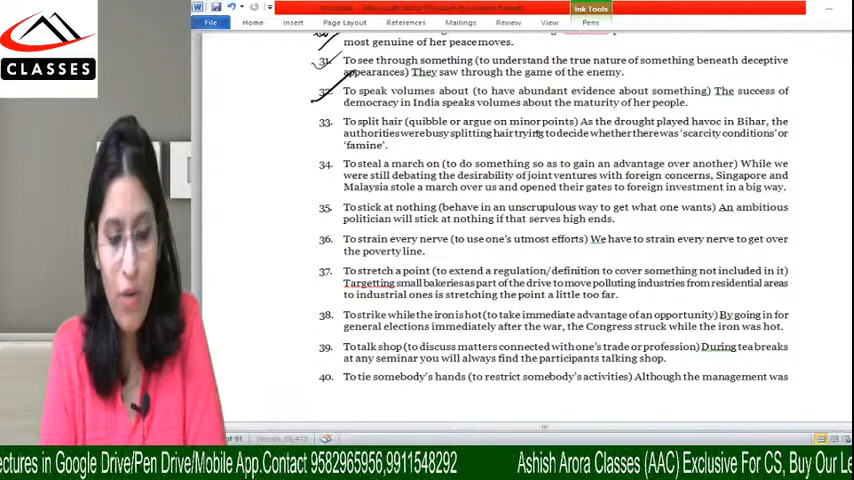 Ink Tools
File Home Insert Page Layout References Mailings Review View Pens
most genuine of her peacemoves.
31. To see through something (to understand the true nature of something beneath deceptive
appearances) They saw through the game of the enemy.
32. To speak volumes about (to have abundant evidence about something) The success of
democracy in India speaks volumes about the maturity of her people.
33. To split hair (quibble or argue on minor points) As the drought played havoc in Bihar, the
authorities were busy splitting hair trying to decide whether there was ‘scarcity conditions’ or
‘famine’.
34. To steal a march on (to do something so as to gain an advantage over another) While we
were still debating the desirability of joint ventures with foreign concerns, Singapore and
Malaysia stole a march over us and opened their gates to foreign investment in a big way.
35. To stick at nothing (behave in an unscrupulous way to get what one wants) An ambitious
politician will stick at nothing if that serves high ends.
36. To strain every nerve (to use one’s utmost efforts) We have to strain every nerve to get over
the poverty line.
37. To stretch a point (to extend a regulation/definition to cover something not included in it)
Targetting small bakeries as part of the drive to move polluting industries from residential areas
to industrial ones is stretching the point a little too far.
38. To strike while the iron is hot (to take immediate advantage of an opportunity) By going in for
general elections immediately after the war, the Congress struck while the iron was hot.
39. To talk shop (to discuss matters connected with one’s trade or profession) During tea breaks
at any seminar you will always find the participants talking shop.
40. To tie somebody’s hands (to restrict somebody’s activities) Although the management was
CLASSES
of 91 Words:
ectures in Google Drive/Pen Drive/Mobile App.Contact 9582965956,9911548292 Ashish Arora Classes (AAC) Exclusive For CS, Buy Our Le